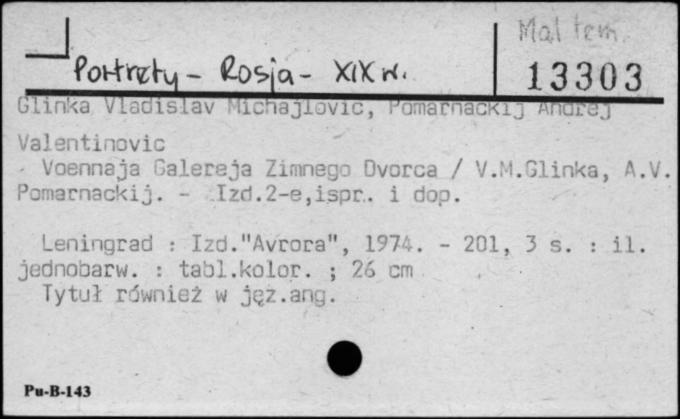 Mal tem.
Portrety - Rosja - XIX w.
13303
Glinka Vladislav Michajlovic, Pomarnackij Andrej
Valentinovic
Voennaja Galereja Zimnego Dvorca / V.M.Glinka, A.V.
Pomarnackij. - Izd.2-e,ispr. i dop.
Leningrad : Izd."Avrora", 1974. - 201, 3 s. : il.
jednobarw. : tabl.kolor. ; 26 cm
Tytuł również w jęz.ang.
Pu-B-143